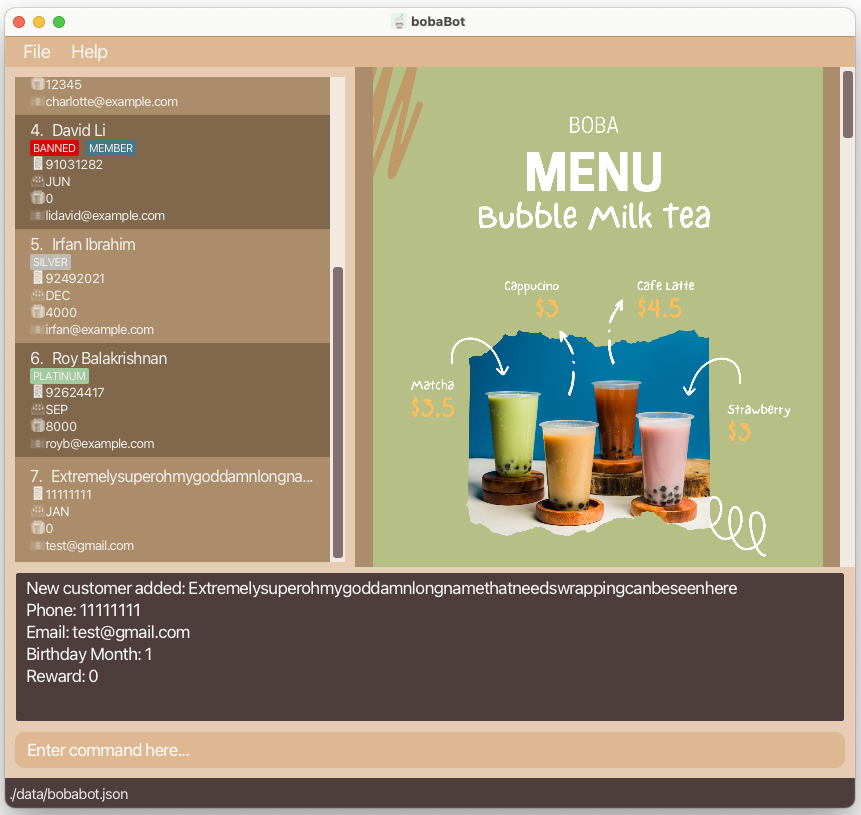 bobaBot
File Help
12345
charlotte@example.com
4. David Li
BANNED MEMBER
91031282
JUN
0
lidavid@example.com
5. Irfan Ibrahim
SILVER
92492021
DEC
4000
irfan@example.com
6. Roy Balakrishnan
PLATINUM
92624417
SEP
8000
royb@example.com
7. Extremelysuperohmygoddamnlongna...
11111111
JAN
0
test@gmail.com
BOBA
MENU
Bubble Milk Tea
Cappucino
$3
Cafe Latte
$4.5
Matcha
$3.5
Strawberry
$3
New customer added: Extremelysuperohmygoddamnlongnamethatneedswrappingcanbeseenhere
Phone: 11111111
Email: test@gmail.com
Birthday Month: 1
Reward: 0
Enter command here...
./data/bobabot.json